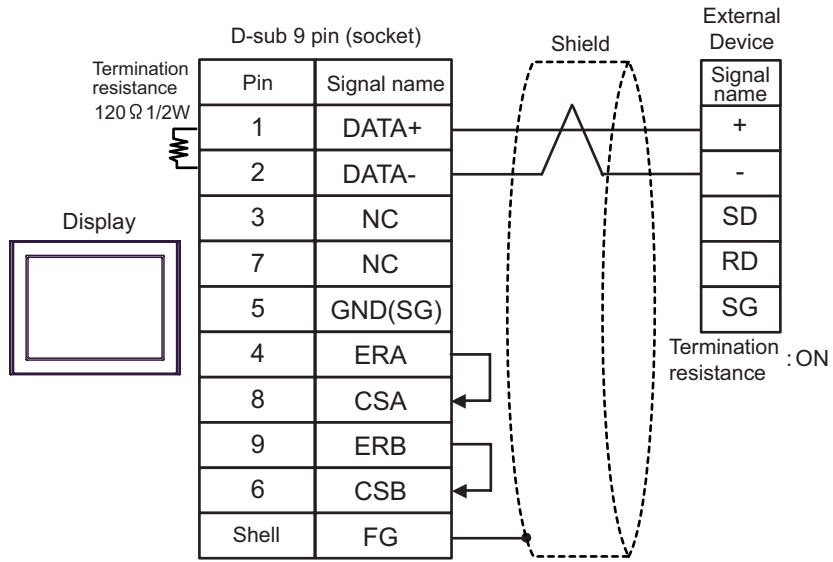 D-sub 9 pin (socket)
Shield
External
Device
Termination
resistance
120Ω 1/2W
Pin Signal name
Signal
name
1 DATA+ +
2 DATA- -
Display
3 NC SD
7 NC RD
5 GND(SG) SG
4 ERA
Termination
resistance :ON
8 CSA
9 ERB
6 CSB
Shell FG